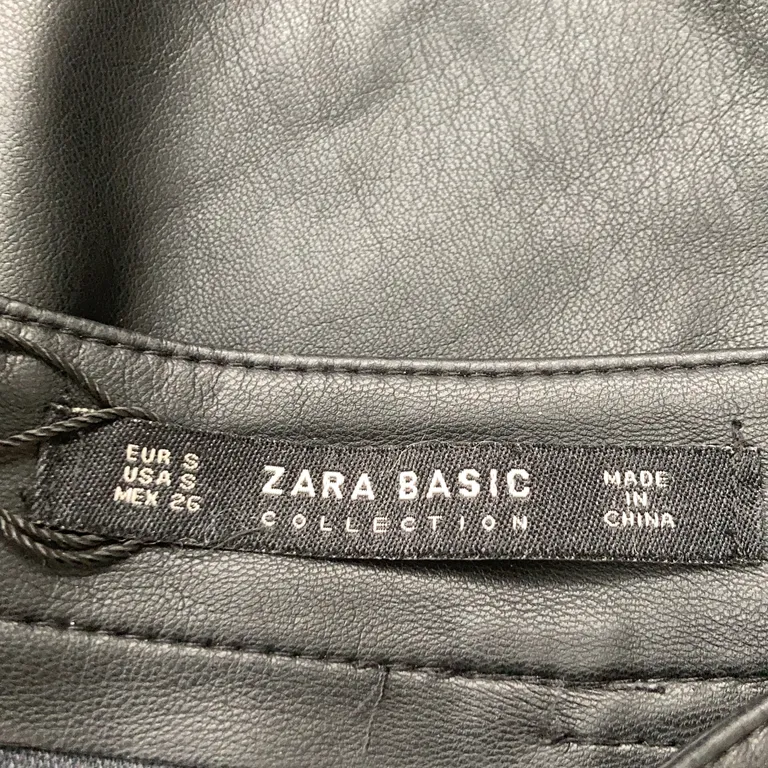 EUR S
USA S
MEX 26
ZARA BASIC
COLLECTION
MADE
IN
CHINA